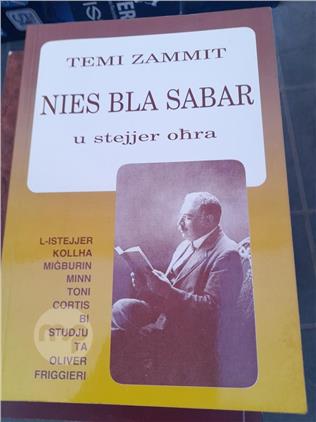 TEMI ZAMMIT
NIES BLA SABAR
u stejjer oħra
L-ISTEJJER
KOLLHA
MIĠBURIN
MINN
TONI
CORTIS
BI
STUDJU
TA
OLIVER
FRIGGIERI